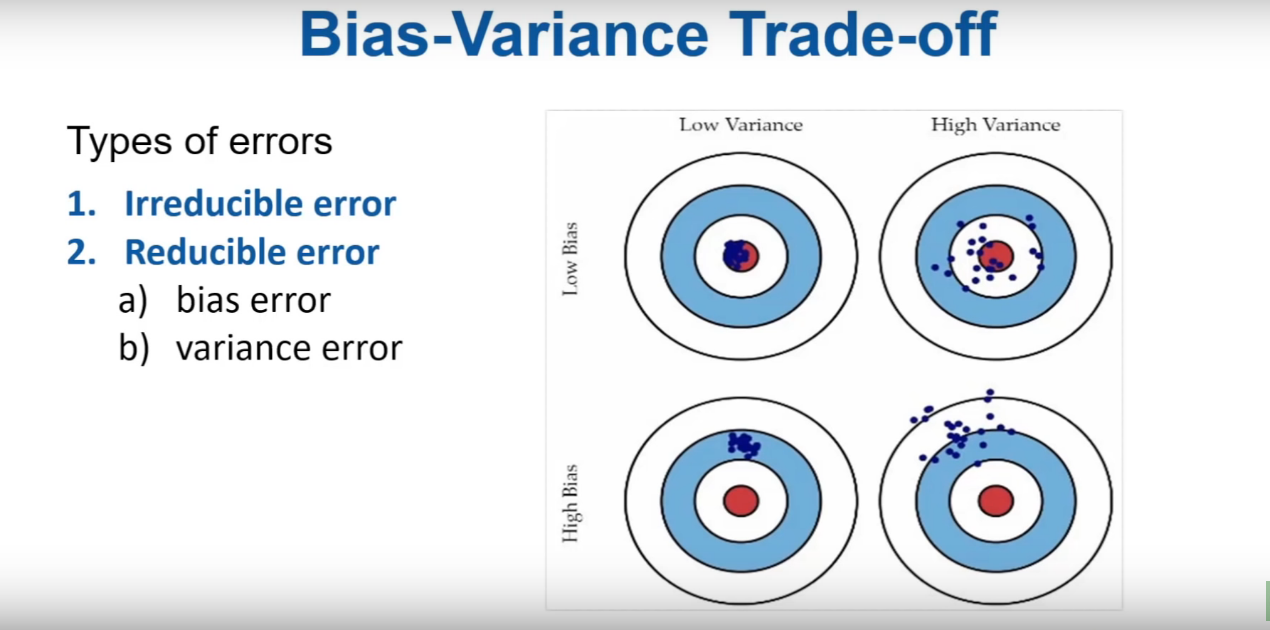 Bias-Variance Trade-off
Types of errors
1. Irreducible error
2. Reducible error
a) bias error
b) variance error
Low Variance
High Variance
Low Bias
High Bias